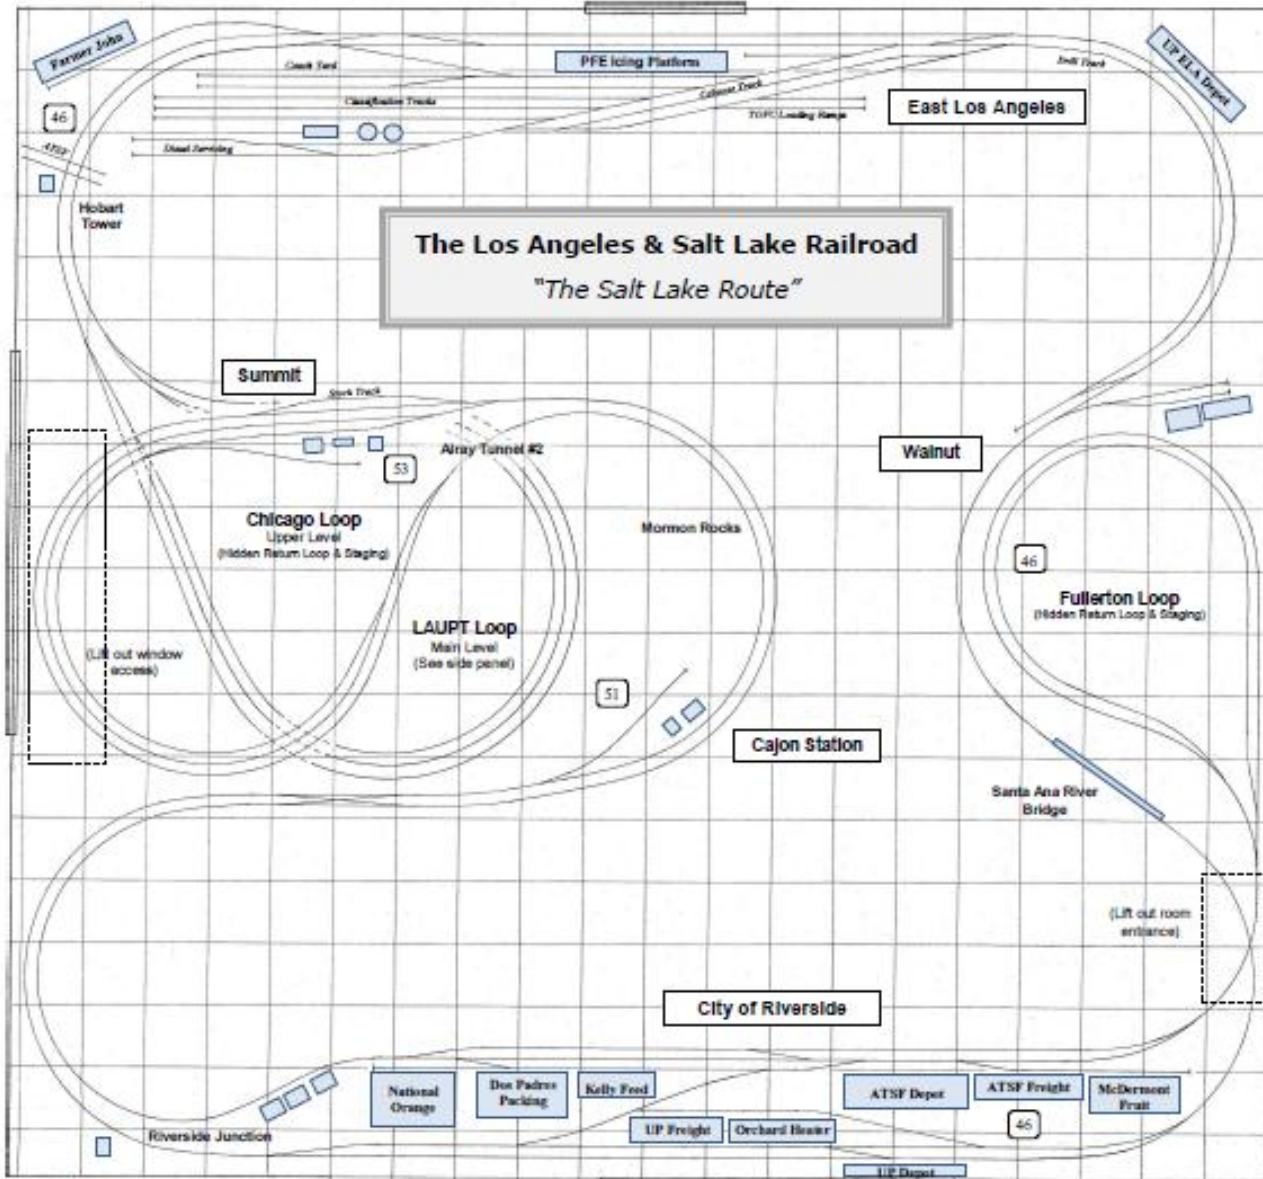 Farmer John
PFE Icing Platform
UP ELA Depot
Coach Yard
Drill Track
Caboose Track
Classification Tracks
East Los Angeles
TOFC Loading Ramps
46
ATSF
Diesel Servicing
Hobart
Tower
The Los Angeles & Salt Lake Railroad
"The Salt Lake Route"
Summit
Stock Track
Walnut
Alray Tunnel #2
53
Chicago Loop
Upper Level
(Hidden Return Loop & Staging)
Mormon Rocks
46
Fullerton Loop
(Hidden Return Loop & Staging)
LAUPT Loop
Main Level
(See side panel)
(Lift out window
access)
51
Cajon Station
Santa Ana River
Bridge
(Lift out room
entrance)
City of Riverside
National
Orange
Dos Padros
Packing
Kelly Feed
ATSF Depot
ATSF Freight
McDermont
Fruit
UP Freight
Orchard Heater
46
Riverside Junction
UP Depot